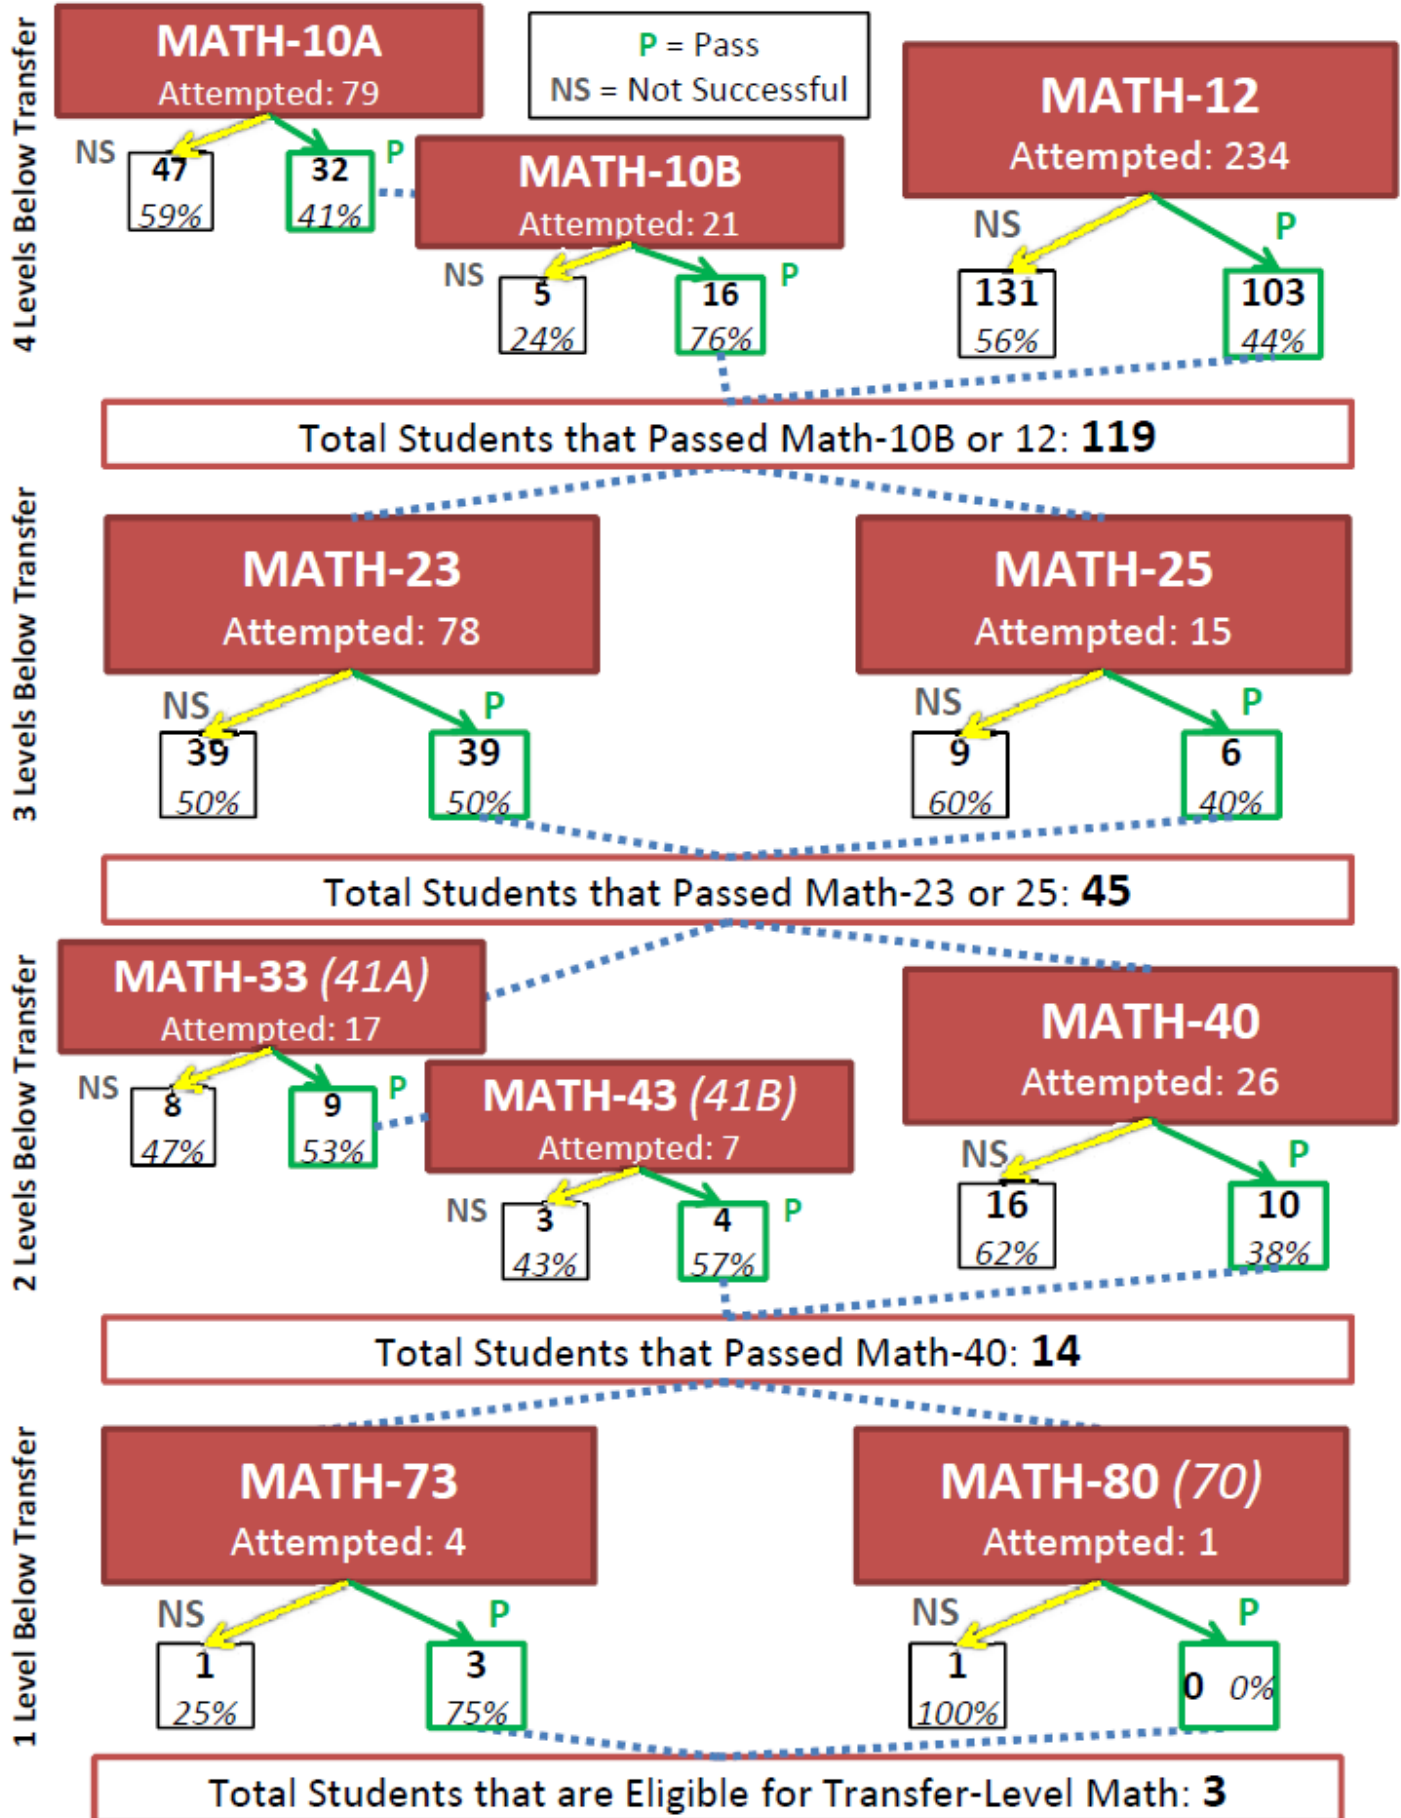 4 Levels Below Transfer
MATH-10A
Attempted: 79
NS
47
59%
P
32
41%
P = Pass
NS = Not Successful
MATH-10B
Attempted: 21
NS
5
24%
P
16
76%
MATH-12
Attempted: 234
NS
131
56%
P
103
44%
Total Students that Passed Math-10B or 12: 119
3 Levels Below Transfer
MATH-23
Attempted: 78
NS
39
50%
P
39
50%
MATH-25
Attempted: 15
NS
9
60%
P
6
40%
Total Students that Passed Math-23 or 25: 45
2 Levels Below Transfer
MATH-33 (41A)
Attempted: 17
NS
8
47%
P
9
53%
MATH-43 (41B)
Attempted: 7
NS
3
43%
P
4
57%
MATH-40
Attempted: 26
NS
16
62%
P
10
38%
Total Students that Passed Math-40: 14
1 Level Below Transfer
MATH-73
Attempted: 4
NS
1
25%
P
3
75%
MATH-80 (70)
Attempted: 1
NS
1
100%
P
0 0%
Total Students that are Eligible for Transfer-Level Math: 3